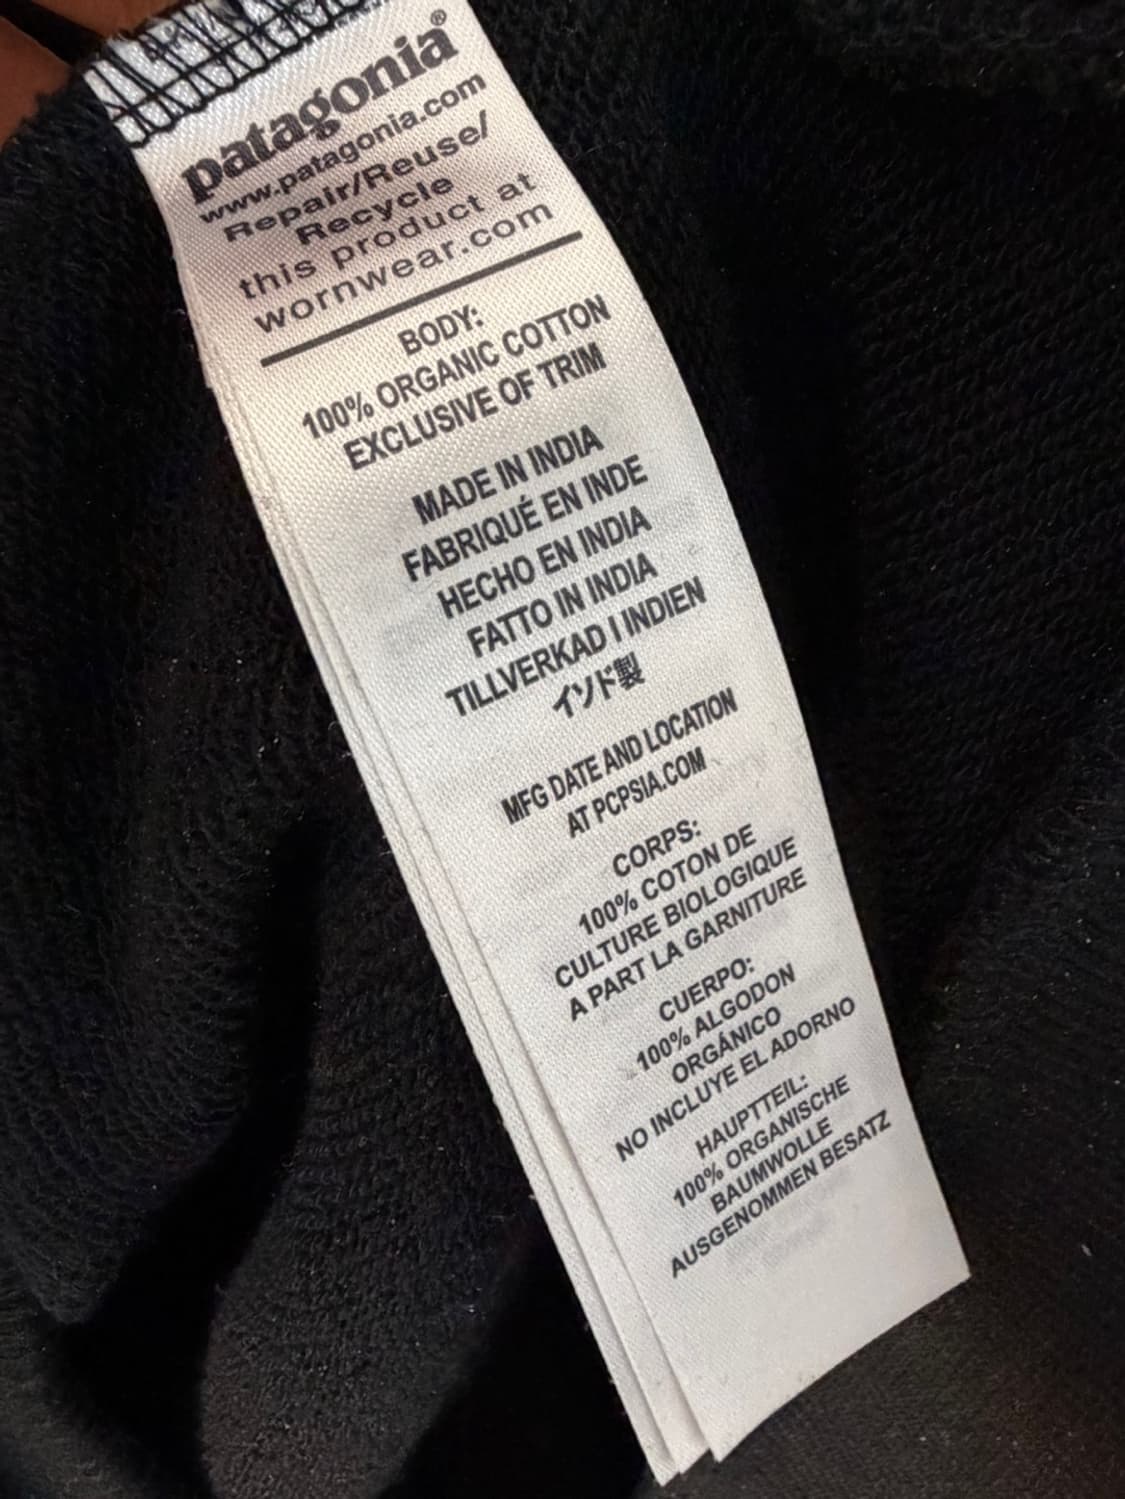 patagonia®
www.patagonia.com
Repair/Reuse/
Recycle
this product at
wornwear.com
BODY:
100% ORGANIC COTTON
EXCLUSIVE OF TRIM
MADE IN INDIA
FABRIQUÉ EN INDE
HECHO EN INDIA
FATTO IN INDIA
TILLVERKAD I INDIEN
イソド製
MFG DATE AND LOCATION
AT PCPSIA.COM
CORPS:
100% COTON DE
CULTURE BIOLOGIQUE
A PART LA GARNITURE
CUERPO:
100% ALGODON
ORGÁNICO
NO INCLUYE EL ADORNO
HAUPTTEIL:
100% ORGANISCHE
BAUMWOLLE
AUSGENOMMEN BESATZ